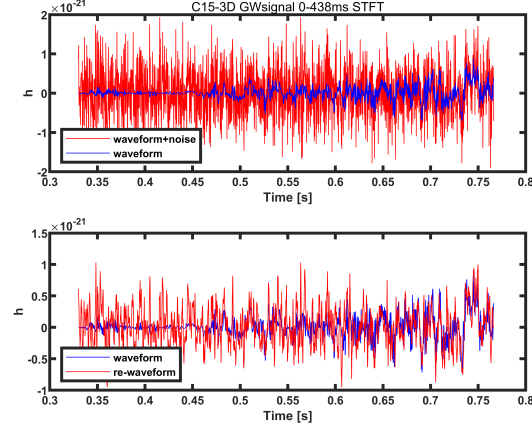 C15-3D GWsignal 0-438ms STFT
×10-21
2
1
0
-1
-2
h
waveform+noise
waveform
0.3 0.35 0.4 0.45 0.5 0.55 0.6 0.65 0.7 0.75 0.8
Time [s]
×10-21
1.5
1
0.5
0
-0.5
-1
h
waveform
re-waveform
0.3 0.35 0.4 0.45 0.5 0.55 0.6 0.65 0.7 0.75 0.8
Time [s]